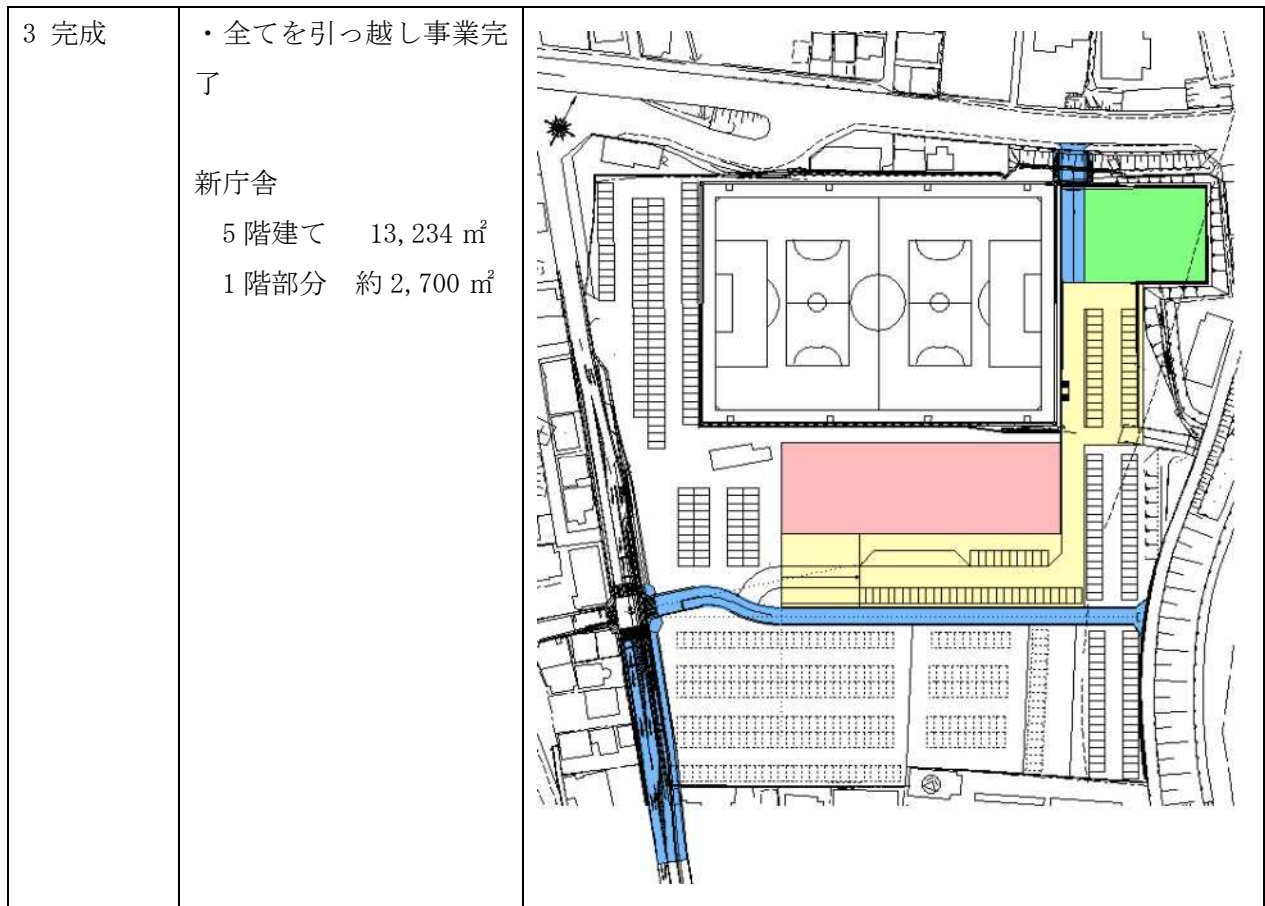 3 完成
・全てを引っ越し事業完
了
新庁舎
5階建て 13,234 ㎡
1階部分 約2,700 ㎡